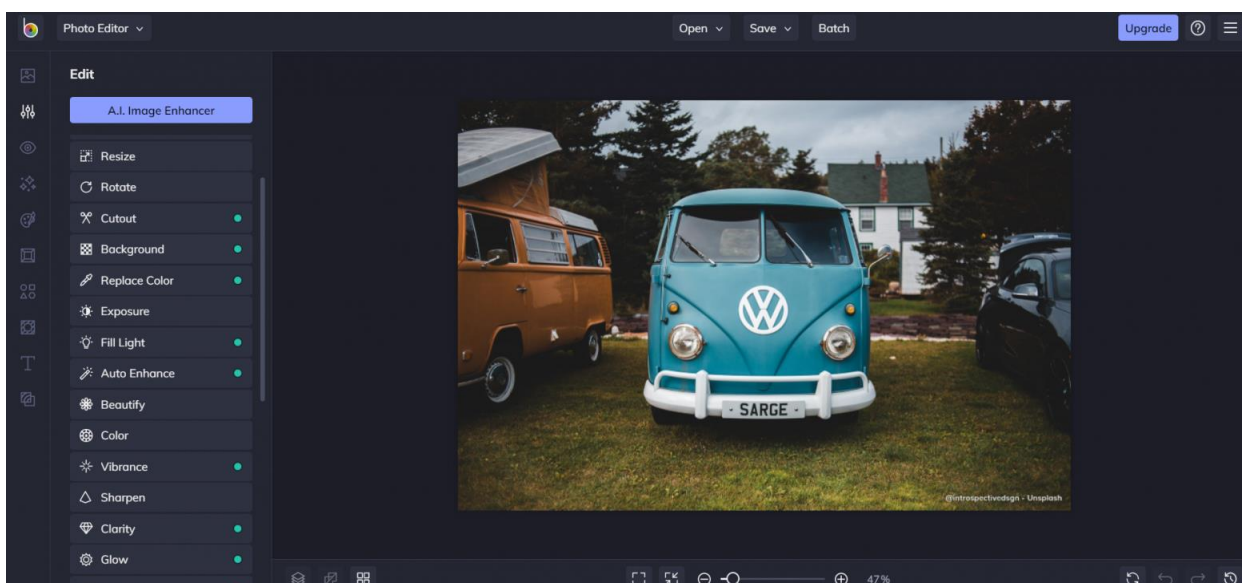 Photo Editor
Open
Save
Batch
Upgrade
Edit
A.I. Image Enhancer
Resize
Rotate
Cutout
Background
Replace Color
Exposure
Fill Light
Auto Enhance
Beautify
Color
Vibrance
Sharpen
Clarity
Glow
VW
· SARGE ·
@introspectivedsgn - Unsplash
47%